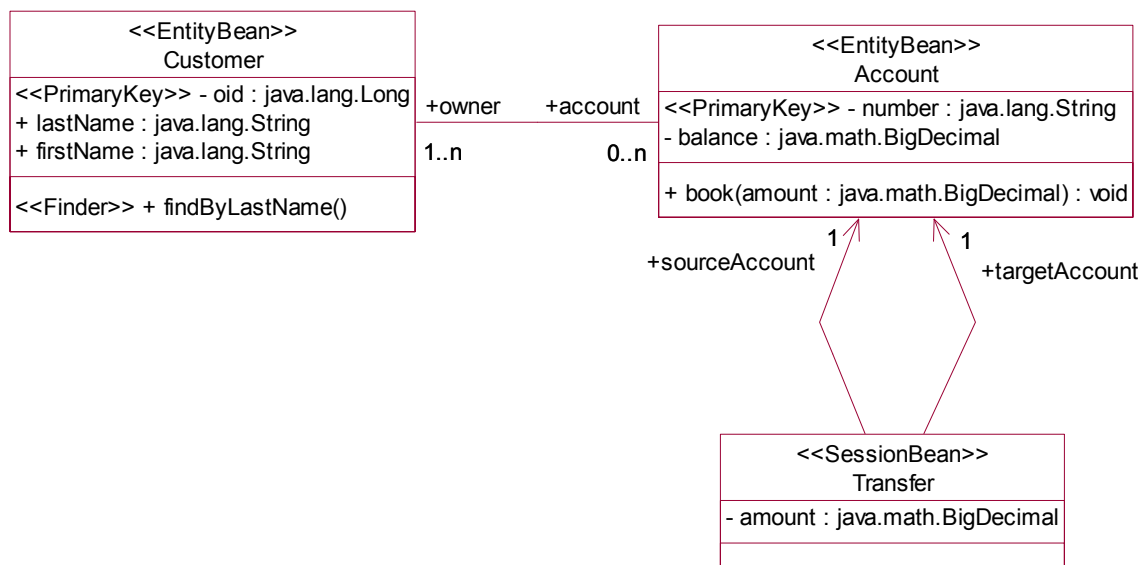 <<EntityBean>>
Customer
<<PrimaryKey>> - oid : java.lang.Long
+ lastName : java.lang.String
+ firstName : java.lang.String
<<Finder>> + findByLastName()
+owner
+account
1..n
0..n
<<EntityBean>>
Account
<<PrimaryKey>> - number : java.lang.String
- balance : java.math.BigDecimal
+ book(amount : java.math.BigDecimal) : void
1
1
+sourceAccount
+targetAccount
<<SessionBean>>
Transfer
- amount : java.math.BigDecimal